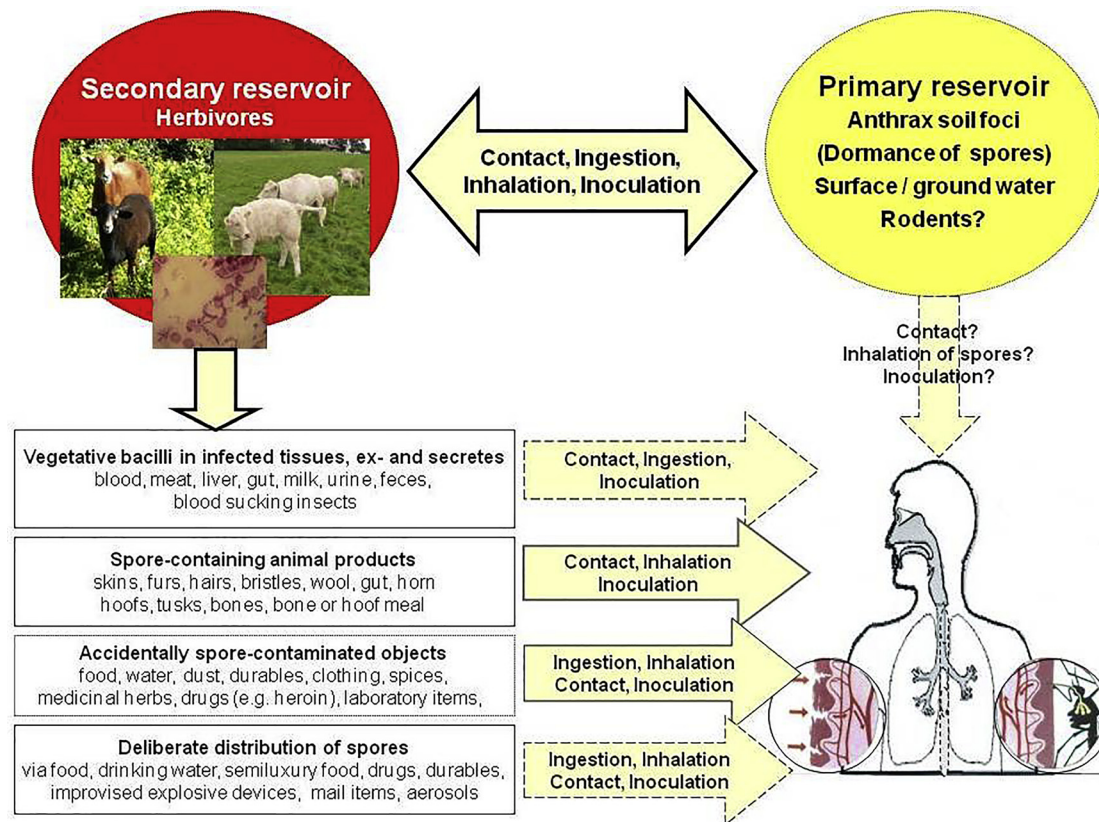 Secondary reservoir
Herbivores
Contact, Ingestion,
Inhalation, Inoculation
Primary reservoir
Anthrax soil foci
(Dormance of spores)
Surface / ground water
Rodents?
Contact?
Inhalation of spores?
Inoculation?
Vegetative bacilli in infected tissues, ex- and secretes
blood, meat, liver, gut, milk, urine, feces,
blood sucking insects
Contact, Ingestion,
Inoculation
Spore-containing animal products
skins, furs, hairs, bristles, wool, gut, horn
hoofs, tusks, bones, bone or hoof meal
Contact, Inhalation
Inoculation
Accidentally spore-contaminated objects
food, water, dust, durables, clothing, spices,
medicinal herbs, drugs (e.g. heroin), laboratory items,
Ingestion, Inhalation
Contact, Inoculation
Deliberate distribution of spores
via food, drinking water, semiluxury food, drugs, durables,
improvised explosive devices, mail items, aerosols
Ingestion, Inhalation
Contact, Inoculation